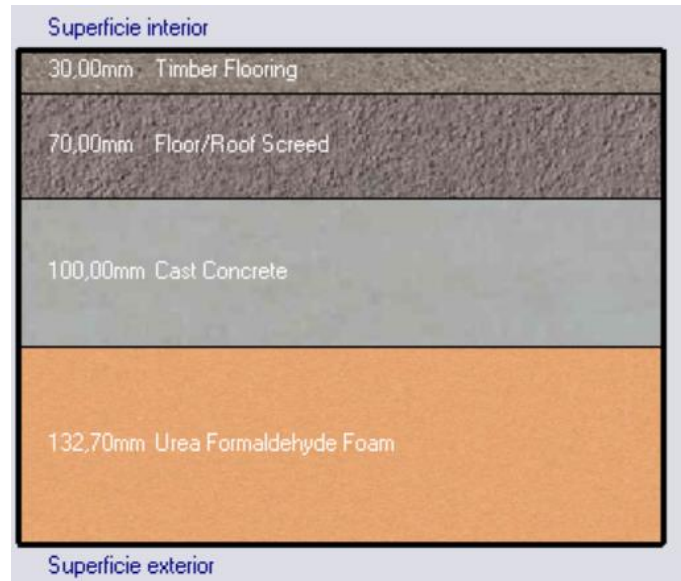 Superficie interior
30,00mm Timber Flooring
70,00mm Floor/Roof Screed
100,00mm Cast Concrete
132,70mm Urea Formaldehyde Foam
Superficie exterior